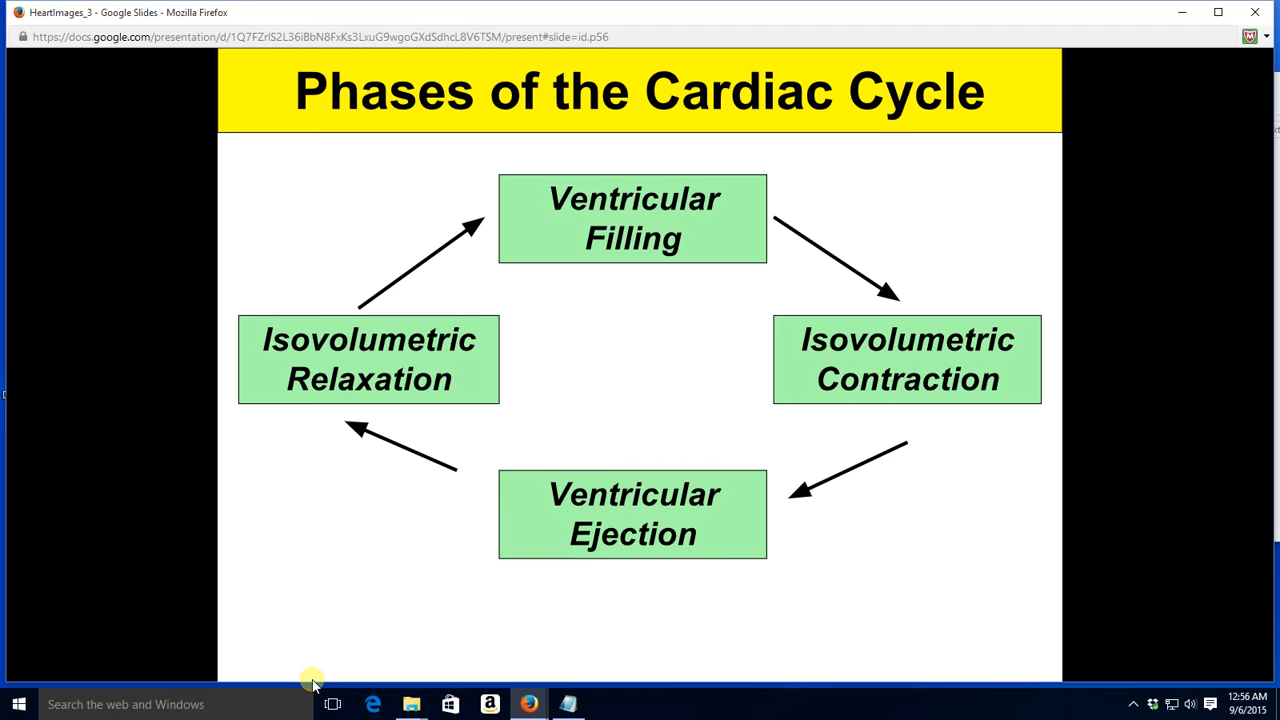 HeartImages_3 - Google Slides - Mozilla Firefox
https://docs.google.com/presentation/d/1Q7FZrlS2L36iBbN8FxKs3LxuG9wgoGXdSdhcL8V6TSM/present#slide=id.p56
Phases of the Cardiac Cycle
Ventricular
Filling
Isovolumetric
Relaxation
Isovolumetric
Contraction
Ventricular
Ejection
Search the web and Windows
12:56 AM
9/6/2015